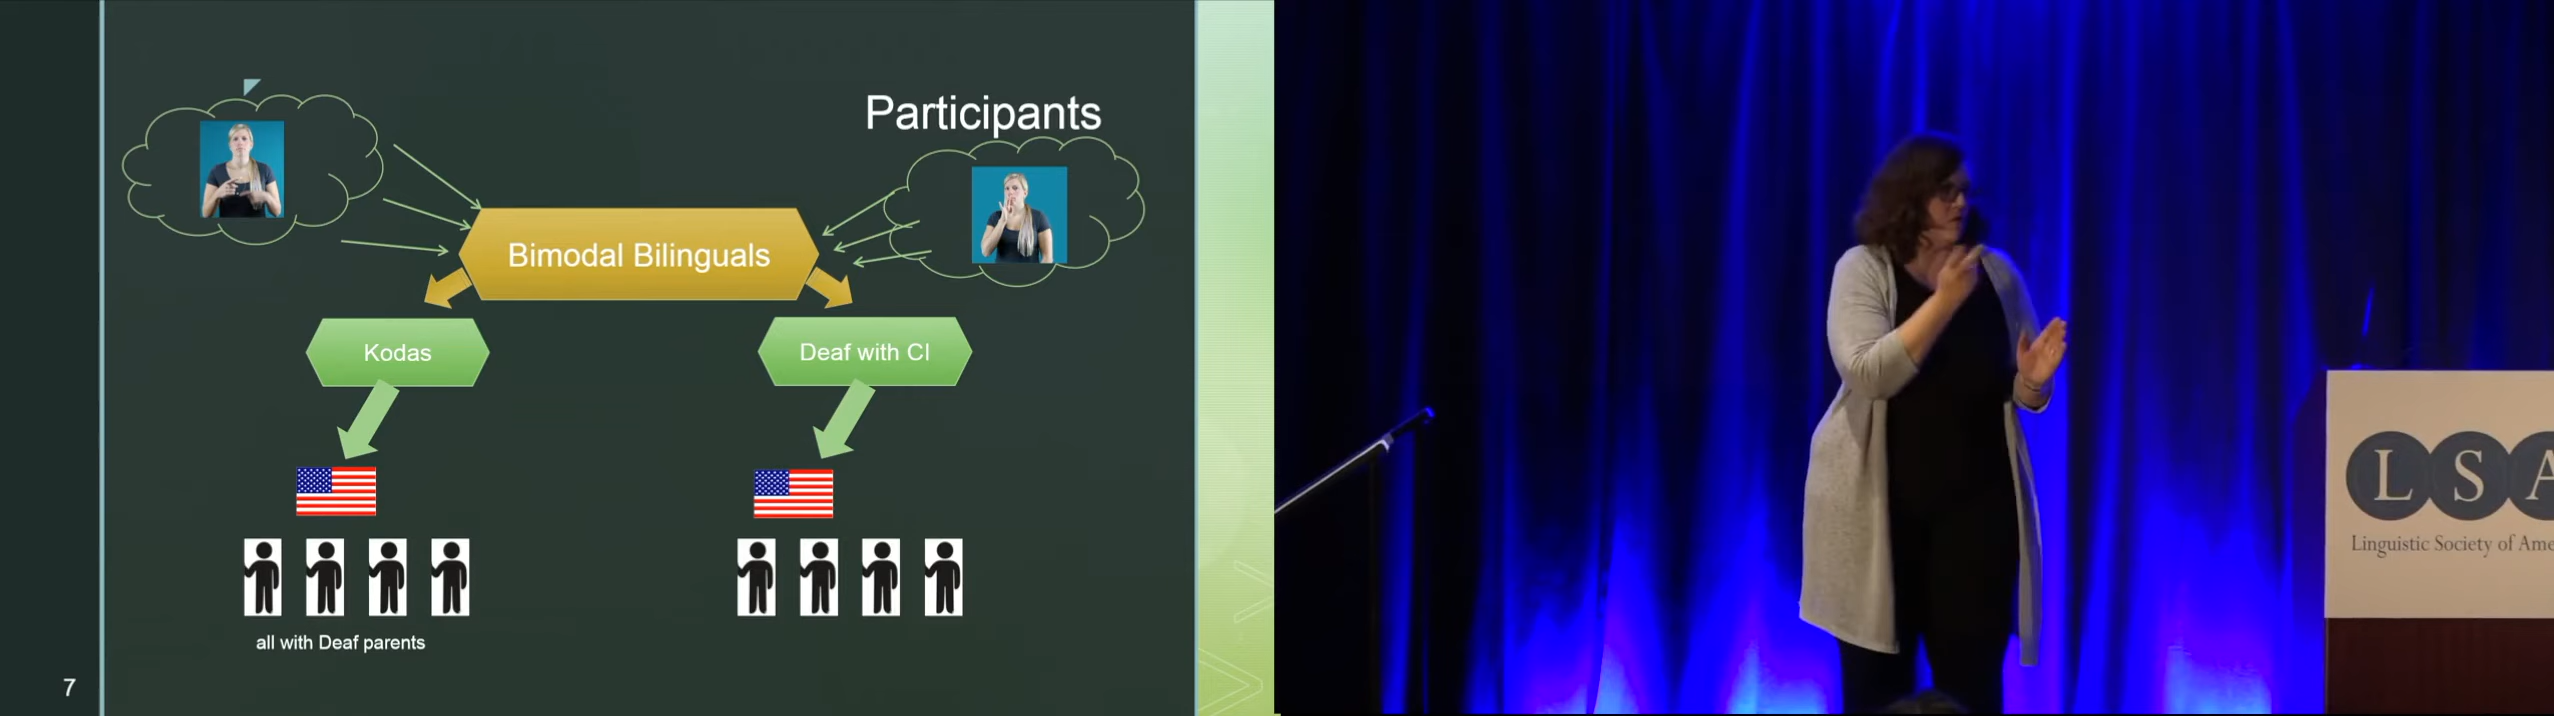 Participants
Bimodal Bilinguals
Kodas
Deaf with CI
all with Deaf parents
7
L S A
Linguistic Society of Ame